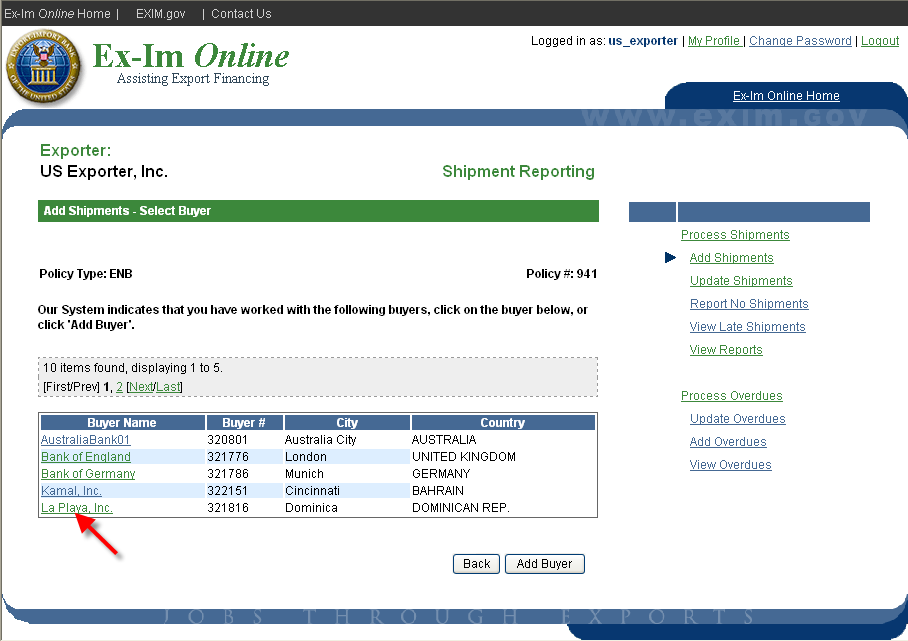 Ex-Im Online Home | EXIM.gov | Contact Us
EXPORT-IMPORT BANK
OF THE UNITED STATES
Ex-Im Online
Assisting Export Financing
Logged in as: us_exporter | My Profile | Change Password | Logout
Ex-Im Online Home
www.exim.gov
Exporter:
US Exporter, Inc.
Shipment Reporting
Add Shipments - Select Buyer
Policy Type: ENB Policy #: 941
Our System indicates that you have worked with the following buyers, click on the buyer below, or
click 'Add Buyer'.
10 items found, displaying 1 to 5.
[First/Prev] 1, 2 [Next/Last]
Buyer Name Buyer # City Country
AustraliaBank01 320801 Australia City AUSTRALIA
Bank of England 321776 London UNITED KINGDOM
Bank of Germany 321786 Munich GERMANY
Kamal, Inc. 322151 Cincinnati BAHRAIN
La Playa, Inc. 321816 Dominica DOMINICAN REP.
Back Add Buyer
Process Shipments
Add Shipments
Update Shipments
Report No Shipments
View Late Shipments
View Reports
Process Overdues
Update Overdues
Add Overdues
View Overdues
JOBS THROUGH EXPORTS